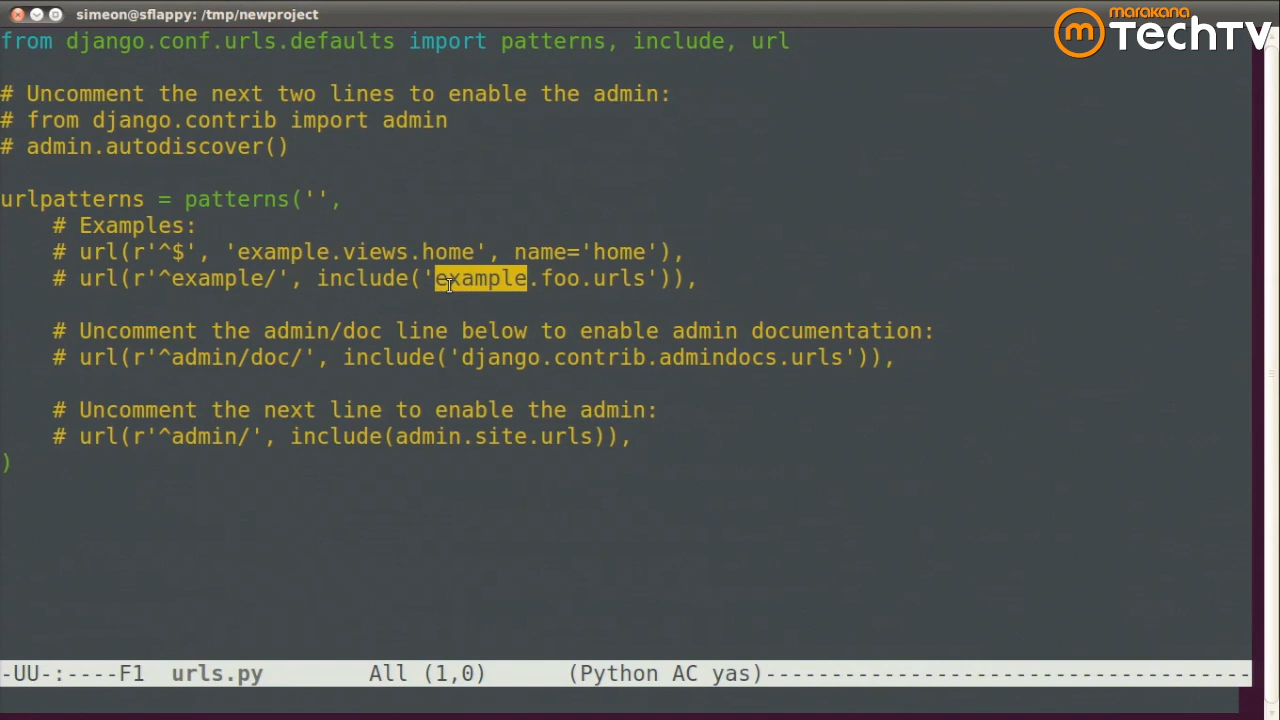 simeon@sflappy: /tmp/newproject
marakana
TechTV
from django.conf.urls.defaults import patterns, include, url
# Uncomment the next two lines to enable the admin:
# from django.contrib import admin
# admin.autodiscover()
urlpatterns = patterns('',
    # Examples:
    # url(r'^$', 'example.views.home', name='home'),
    # url(r'^example/', include('example.foo.urls')),
    # Uncomment the admin/doc line below to enable admin documentation:
    # url(r'^admin/doc/', include('django.contrib.admindocs.urls')),
    # Uncomment the next line to enable the admin:
    # url(r'^admin/', include(admin.site.urls)),
)
-UU-:----F1  urls.py        All (1,0)      (Python AC yas)-------------------------------------